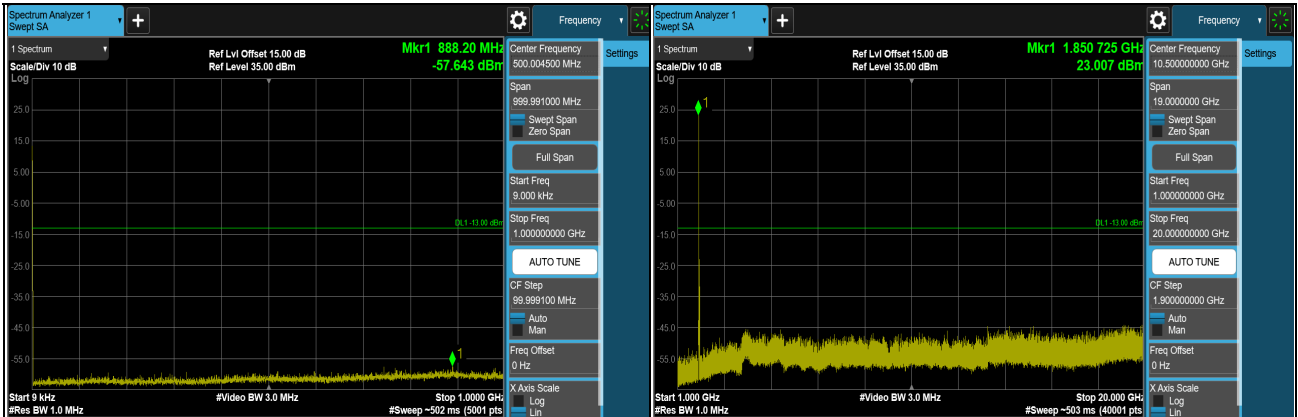 Spectrum Analyzer 1
Swept SA
+
Frequency
1 Spectrum
Scale/Div 10 dB
Log
Ref Lvl Offset 15.00 dB
Ref Level 35.00 dBm
Mkr1 888.20 MHz
-57.643 dBm
25.0
15.0
5.00
-5.00
-15.0
-25.0
-35.0
-45.0
-55.0
DL1 -13.00 dBm
1
Start 9 kHz
#Res BW 1.0 MHz
#Video BW 3.0 MHz
Stop 1.0000 GHz
#Sweep ~502 ms (5001 pts
Center Frequency
500.004500 MHz
Span
999.991000 MHz
Swept Span
Zero Span
Full Span
Start Freq
9.000 kHz
Stop Freq
1.000000000 GHz
AUTO TUNE
CF Step
99.999100 MHz
Auto
Man
Freq Offset
0 Hz
X Axis Scale
Log
Lin
Settings
Spectrum Analyzer 1
Swept SA
+
Frequency
1 Spectrum
Scale/Div 10 dB
Log
Ref Lvl Offset 15.00 dB
Ref Level 35.00 dBm
Mkr1 1.850 725 GHz
23.007 dBm
25.0
15.0
5.00
-5.00
-15.0
-25.0
-35.0
-45.0
-55.0
1
DL1 -13.00 dBm
Start 1.000 GHz
#Res BW 1.0 MHz
#Video BW 3.0 MHz
Stop 20.000 GHz
#Sweep ~503 ms (40001 pts
Center Frequency
10.500000000 GHz
Span
19.0000000 GHz
Swept Span
Zero Span
Full Span
Start Freq
1.000000000 GHz
Stop Freq
20.000000000 GHz
AUTO TUNE
CF Step
1.900000000 GHz
Auto
Man
Freq Offset
0 Hz
X Axis Scale
Log
Lin
Settings